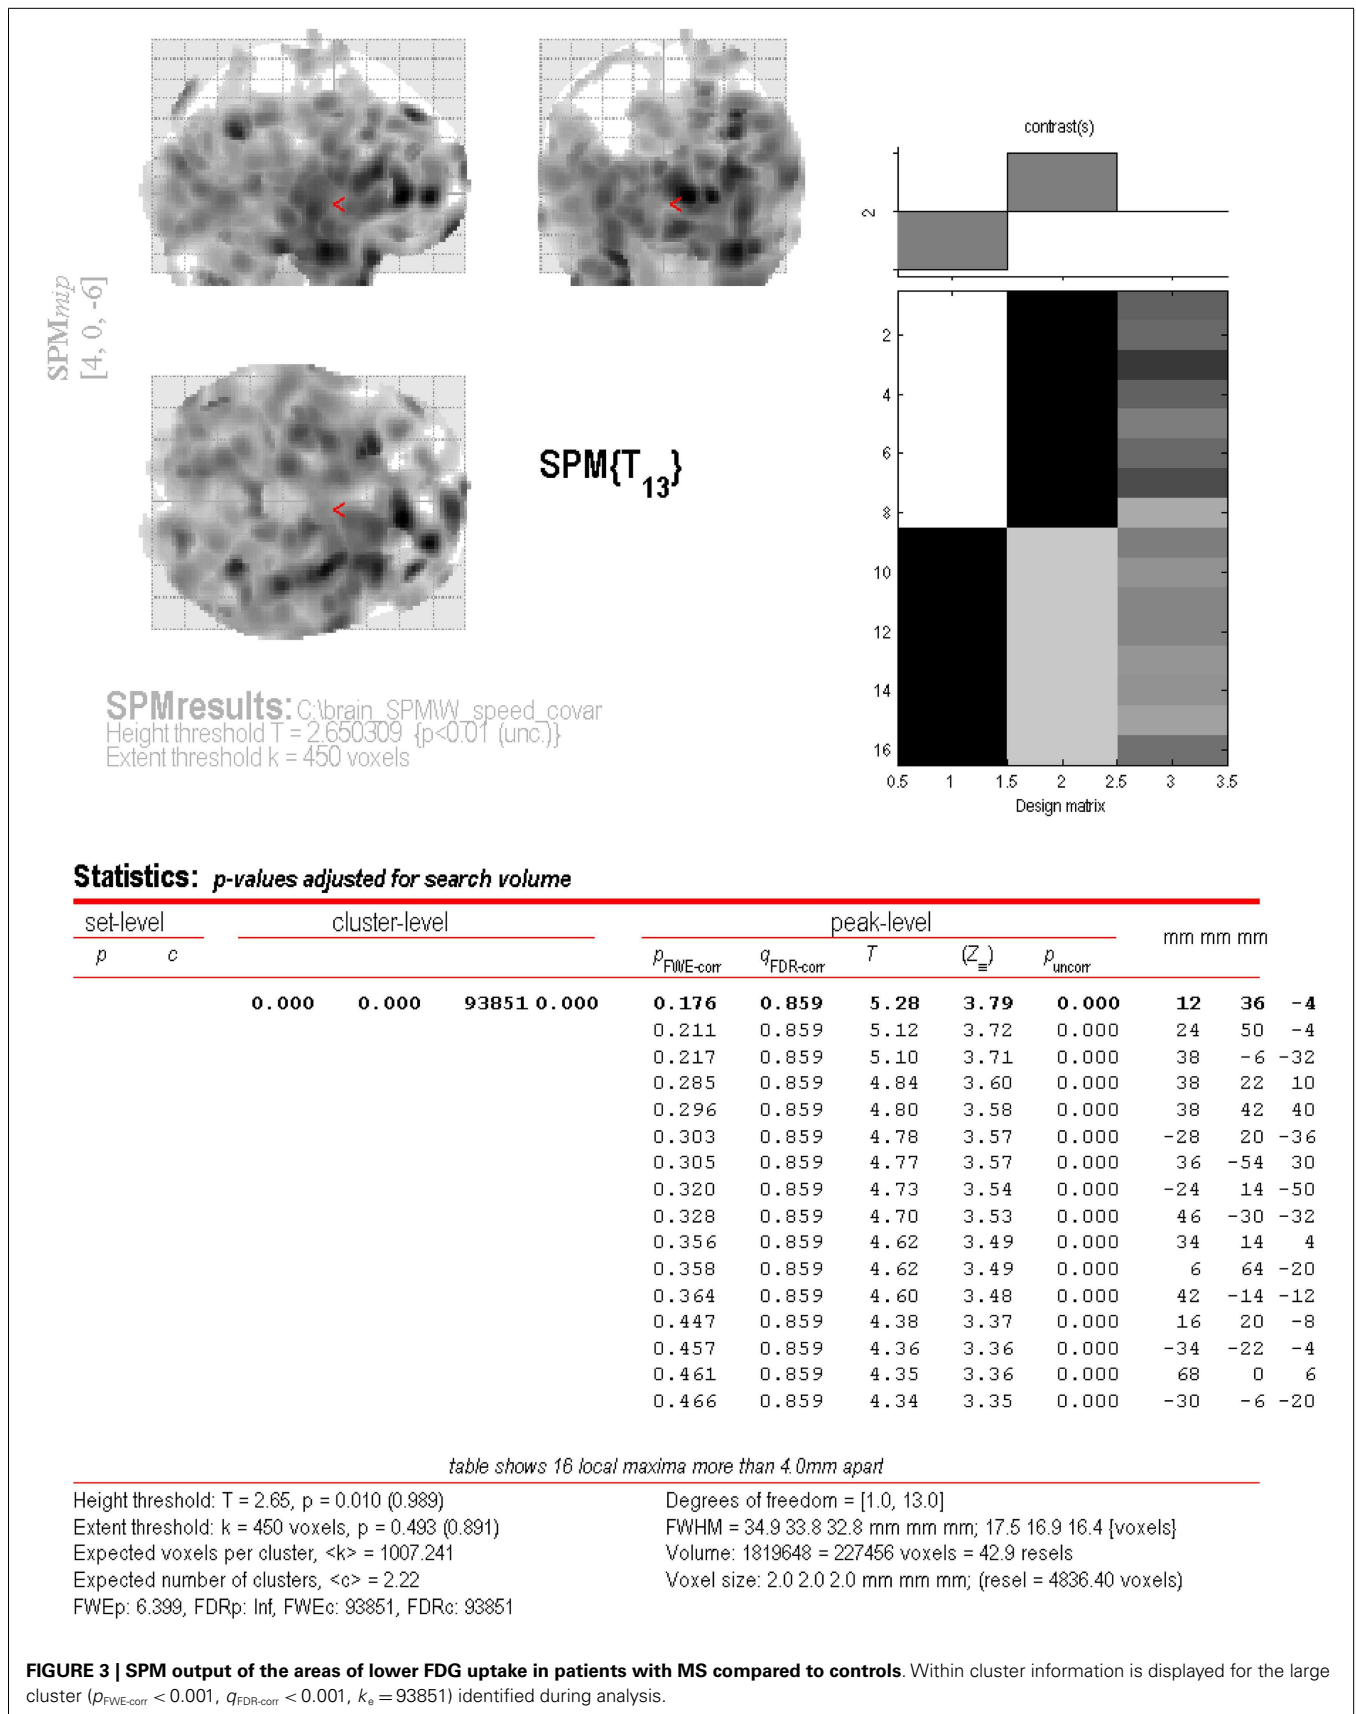 SPMmip
[4, 0, -6]
SPM{T13}
contrast(s)
2
2
4
6
8
10
12
14
16
0.5 1 1.5 2 2.5 3 3.5
Design matrix
SPMresults: C:\brain_SPM\W_speed_covar
Height threshold T = 2.650309 {p<0.01 (unc.)}
Extent threshold k = 450 voxels
Statistics: p-values adjusted for search volume
set-level cluster-level peak-level mm mm mm
p c pFWE-corr qFDR-corr T (Z≡) puncorr
0.000 0.000 93851 0.000 0.176 0.859 5.28 3.79 0.000 12 36 -4
0.211 0.859 5.12 3.72 0.000 24 50 -4
0.217 0.859 5.10 3.71 0.000 38 -6 -32
0.285 0.859 4.84 3.60 0.000 38 22 10
0.296 0.859 4.80 3.58 0.000 38 42 40
0.303 0.859 4.78 3.57 0.000 -28 20 -36
0.305 0.859 4.77 3.57 0.000 36 -54 30
0.320 0.859 4.73 3.54 0.000 -24 14 -50
0.328 0.859 4.70 3.53 0.000 46 -30 -32
0.356 0.859 4.62 3.49 0.000 34 14 4
0.358 0.859 4.62 3.49 0.000 6 64 -20
0.364 0.859 4.60 3.48 0.000 42 -14 -12
0.447 0.859 4.38 3.37 0.000 16 20 -8
0.457 0.859 4.36 3.36 0.000 -34 -22 -4
0.461 0.859 4.35 3.36 0.000 68 0 6
0.466 0.859 4.34 3.35 0.000 -30 -6 -20
table shows 16 local maxima more than 4.0mm apart
Height threshold: T = 2.65, p = 0.010 (0.989)
Extent threshold: k = 450 voxels, p = 0.493 (0.891)
Expected voxels per cluster, <k> = 1007.241
Expected number of clusters, <c> = 2.22
FWEp: 6.399, FDRp: Inf, FWEc: 93851, FDRc: 93851
Degrees of freedom = [1.0, 13.0]
FWHM = 34.9 33.8 32.8 mm mm mm; 17.5 16.9 16.4 {voxels}
Volume: 1819648 = 227456 voxels = 42.9 resels
Voxel size: 2.0 2.0 2.0 mm mm mm; (resel = 4836.40 voxels)
FIGURE 3 | SPM output of the areas of lower FDG uptake in patients with MS compared to controls. Within cluster information is displayed for the large
cluster (pFWE-corr < 0.001, qFDR-corr < 0.001, ke = 93851) identified during analysis.